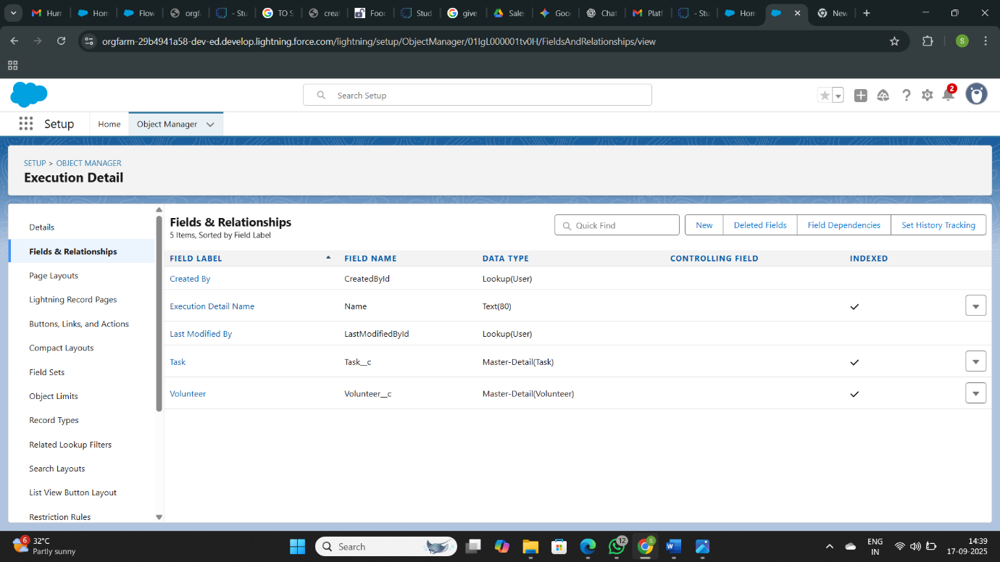 Hurr
Hom
Flow
orgfa
- Stu
TO S
crea
Food
Stud
give
Sales
Goo
Chat
Platf
- Stu
Hom
New
orgfarm-29b4941a58-dev-ed.develop.lightning.force.com/lightning/setup/ObjectManager/01IgL000001tv0H/FieldsAndRelationships/view
S
Search Setup
2
Setup
Home
Object Manager
SETUP > OBJECT MANAGER
Execution Detail
Details
Fields & Relationships
Page Layouts
Lightning Record Pages
Buttons, Links, and Actions
Compact Layouts
Field Sets
Object Limits
Record Types
Related Lookup Filters
Search Layouts
List View Button Layout
Restriction Rules
Fields & Relationships
5 Items, Sorted by Field Label
Quick Find
New
Deleted Fields
Field Dependencies
Set History Tracking
FIELD LABEL FIELD NAME DATA TYPE CONTROLLING FIELD INDEXED
Created By CreatedById Lookup(User)
Execution Detail Name Name Text(80)
Last Modified By LastModifiedById Lookup(User)
Task Task__c Master-Detail(Task)
Volunteer Volunteer__c Master-Detail(Volunteer)
6
32°C
Partly sunny
Search
12
S
ENG
IN
14:39
17-09-2025